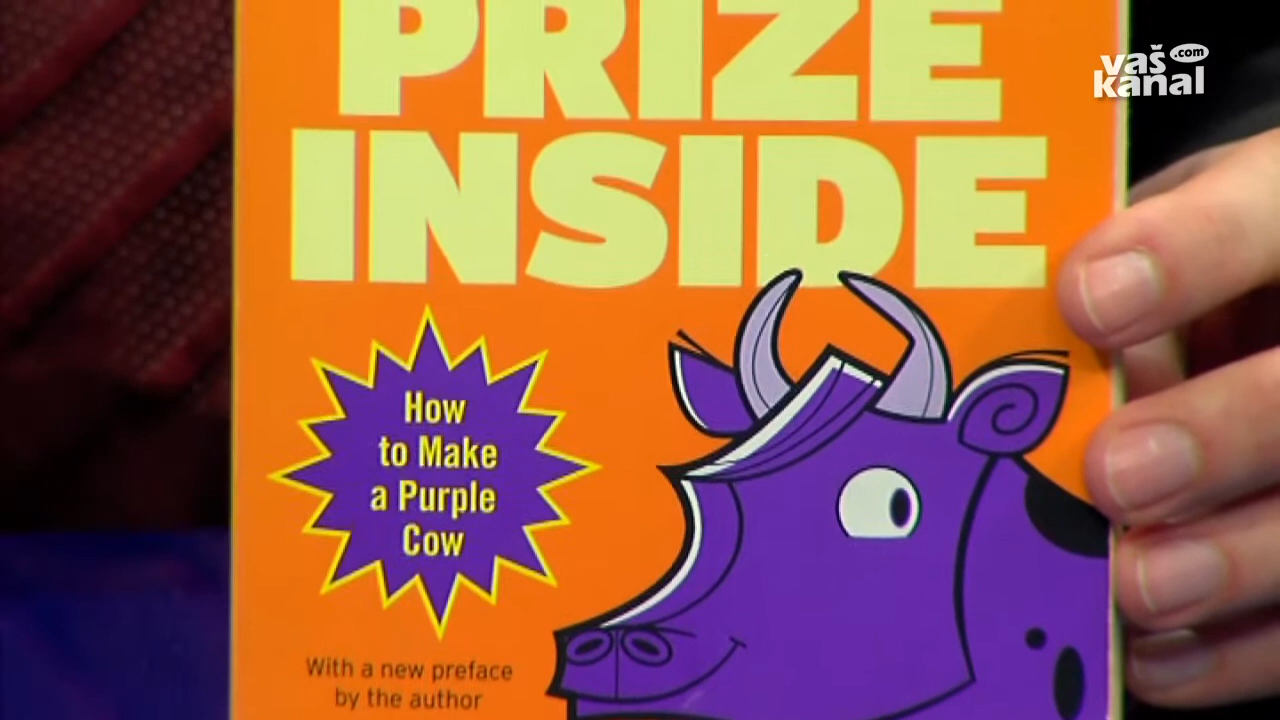 PRIZE
INSIDE
How
to Make
a Purple
Cow
With a new preface
by the author
vaš .com
kanal